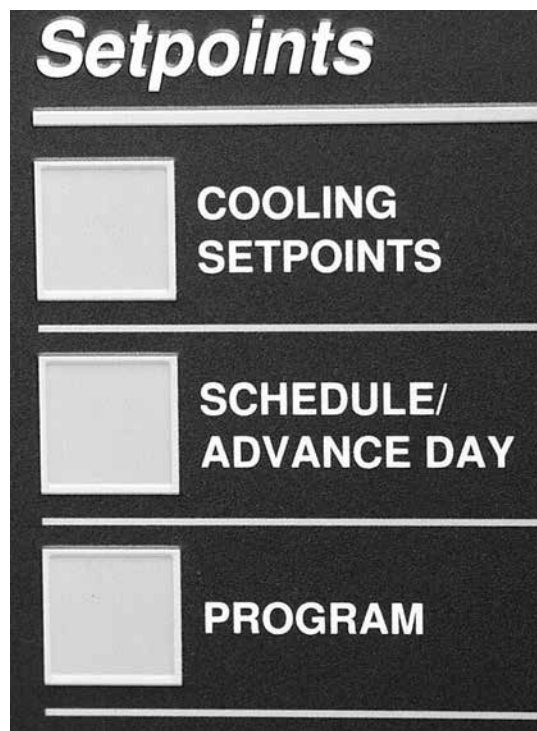 Setpoints
COOLING
SETPOINTS
SCHEDULE/
ADVANCE DAY
PROGRAM